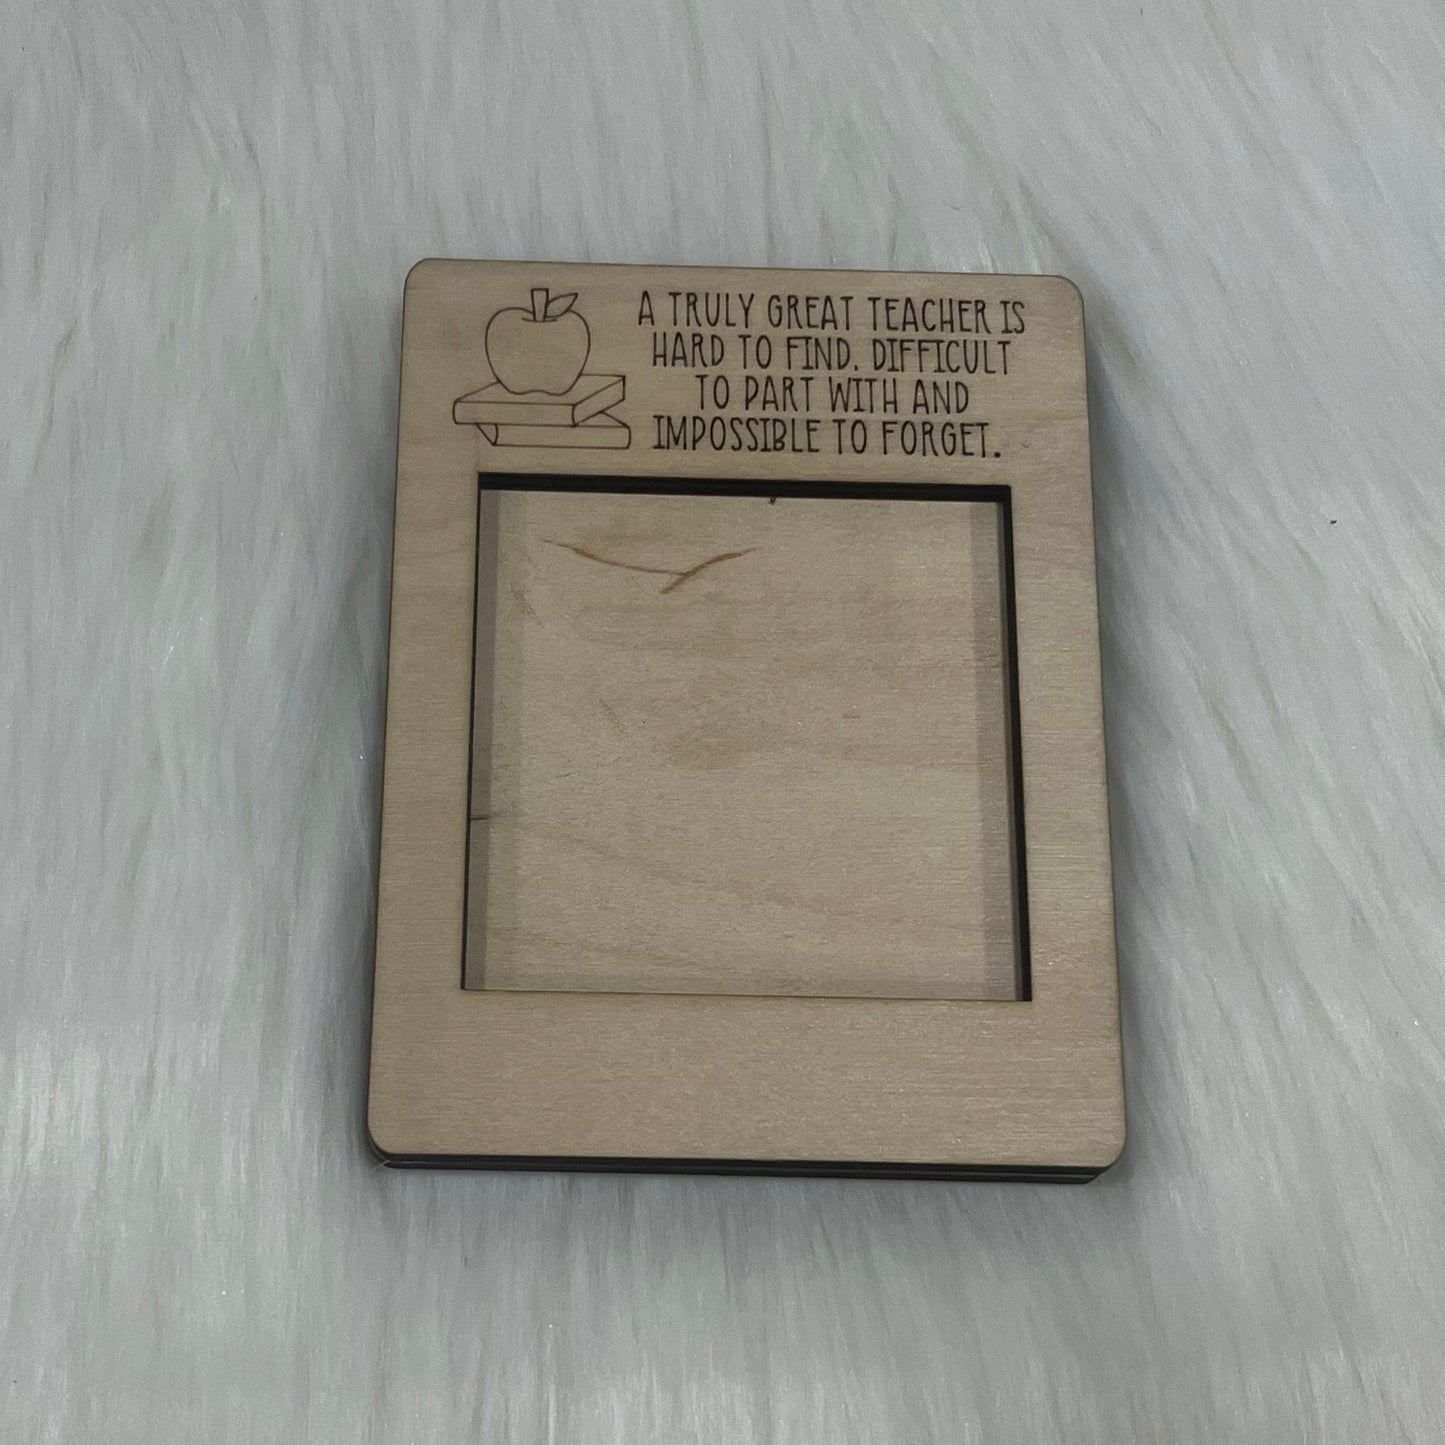 A TRULY GREAT TEACHER IS
HARD TO FIND. DIFFICULT
TO PART WITH AND
IMPOSSIBLE TO FORGET.